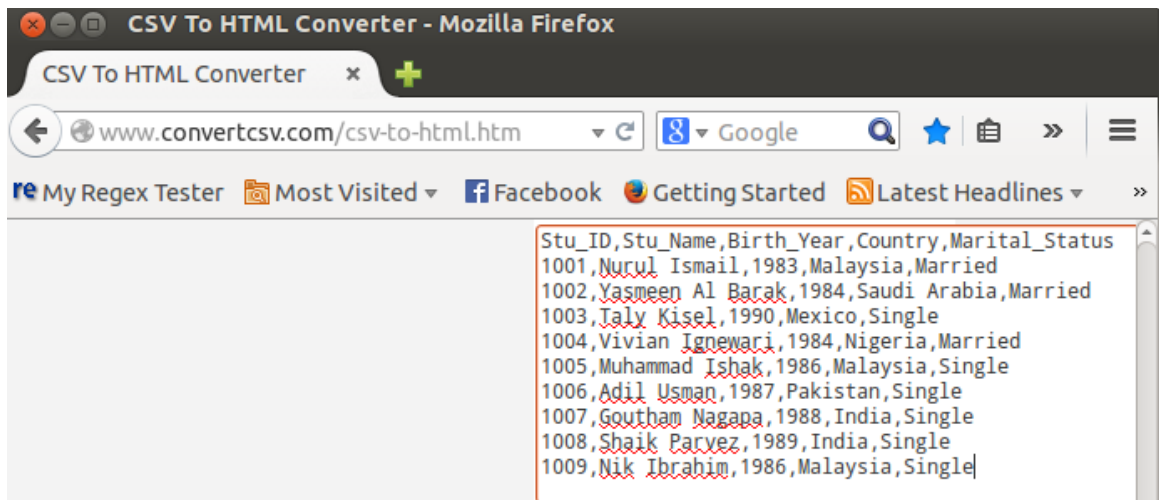 CSV To HTML Converter - Mozilla Firefox
CSV To HTML Converter
www.convertcsv.com/csv-to-html.htm Google
re My Regex Tester Most Visited Facebook Getting Started Latest Headlines
Stu_ID,Stu_Name,Birth_Year,Country,Marital_Status
1001,Nurul Ismail,1983,Malaysia,Married
1002,Yasmeen Al Barak,1984,Saudi Arabia,Married
1003,Taly Kisel,1990,Mexico,Single
1004,Vivian Ignewari,1984,Nigeria,Married
1005,Muhammad Ishak,1986,Malaysia,Single
1006,Adil Usman,1987,Pakistan,Single
1007,Goutham Nagapa,1988,India,Single
1008,Shaik Parvez,1989,India,Single
1009,Nik Ibrahim,1986,Malaysia,Single